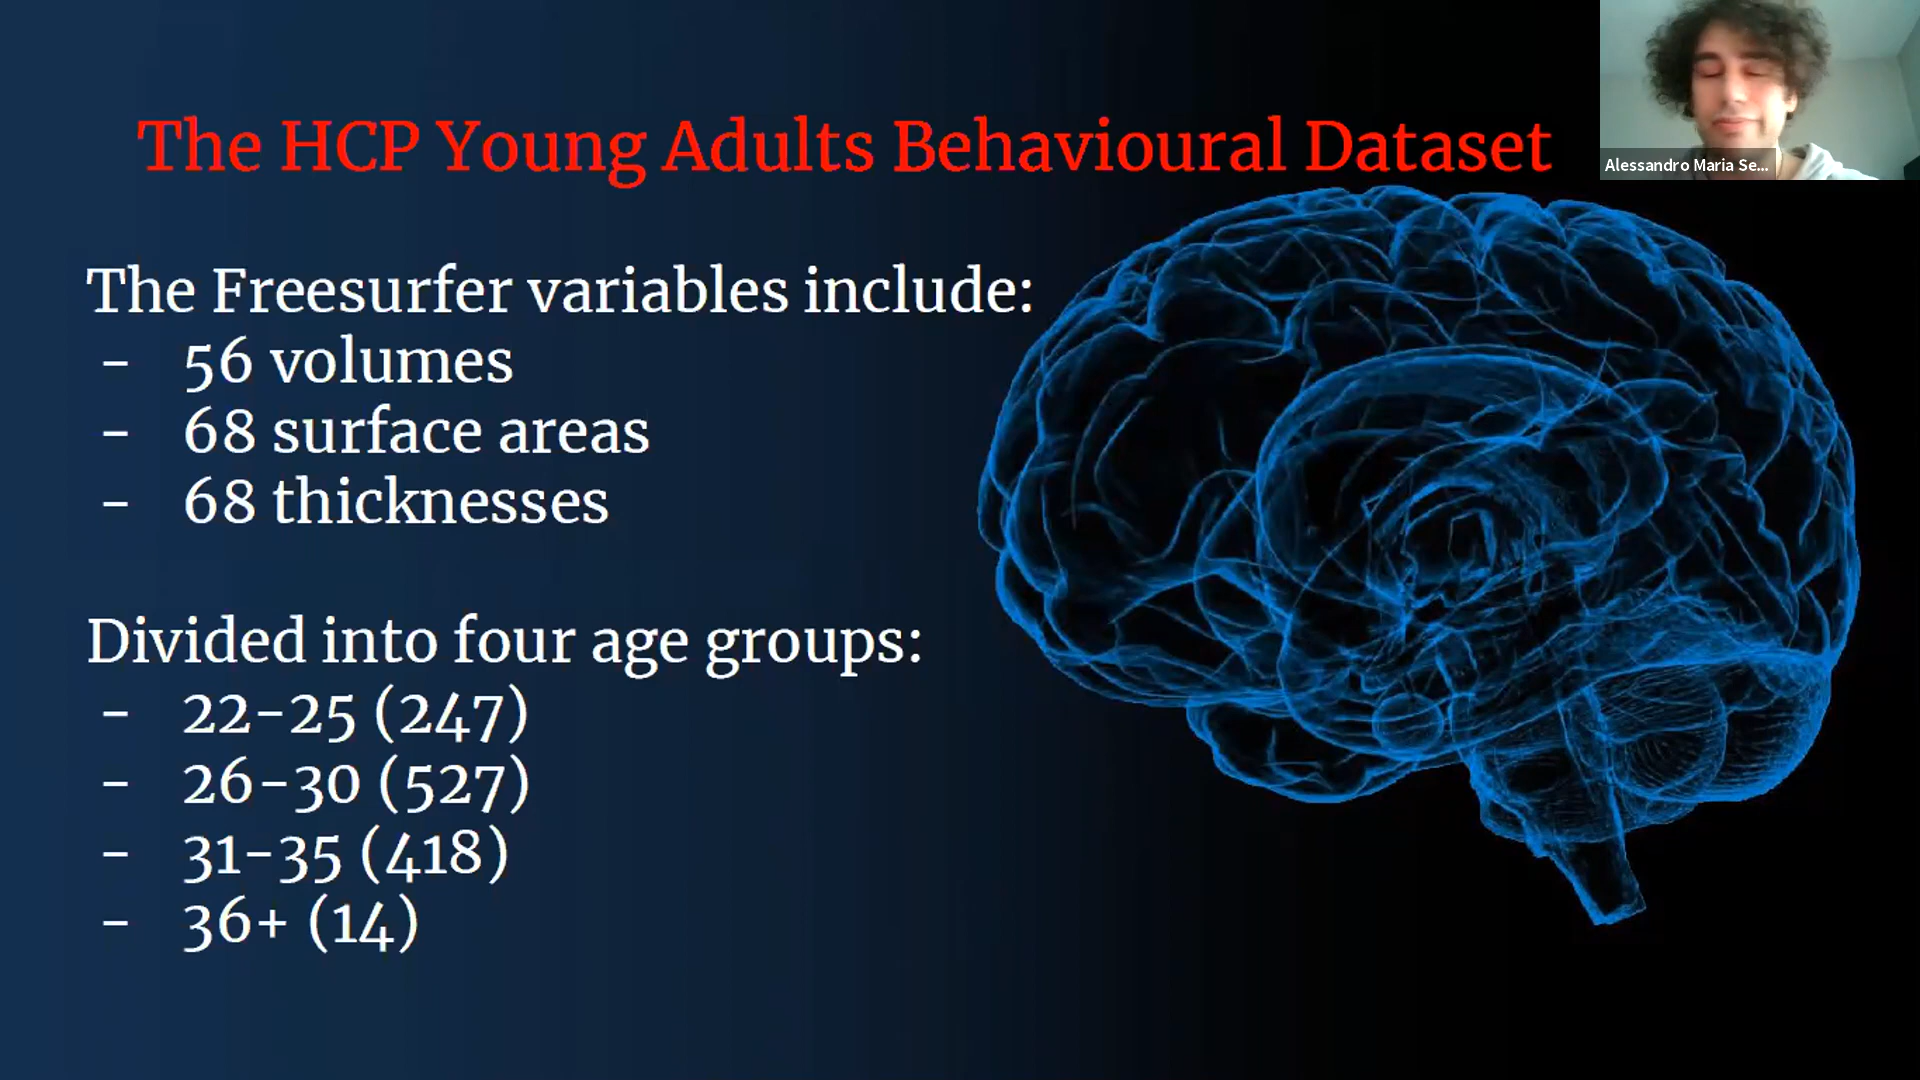 The HCP Young Adults Behavioural Dataset
Alessandro Maria Se...
The Freesurfer variables include:
- 56 volumes
- 68 surface areas
- 68 thicknesses
Divided into four age groups:
- 22-25 (247)
- 26-30 (527)
- 31-35 (418)
- 36+ (14)